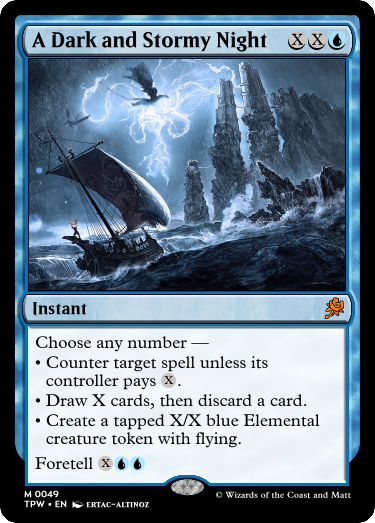 A Dark and Stormy Night XXU
Instant
Choose any number —
• Counter target spell unless its
controller pays X.
• Draw X cards, then discard a card.
• Create a tapped X/X blue Elemental
creature token with flying.
Foretell X
M 0049
TPW • EN ERTAC-ALTINOZ
© Wizards of the Coast and Matt